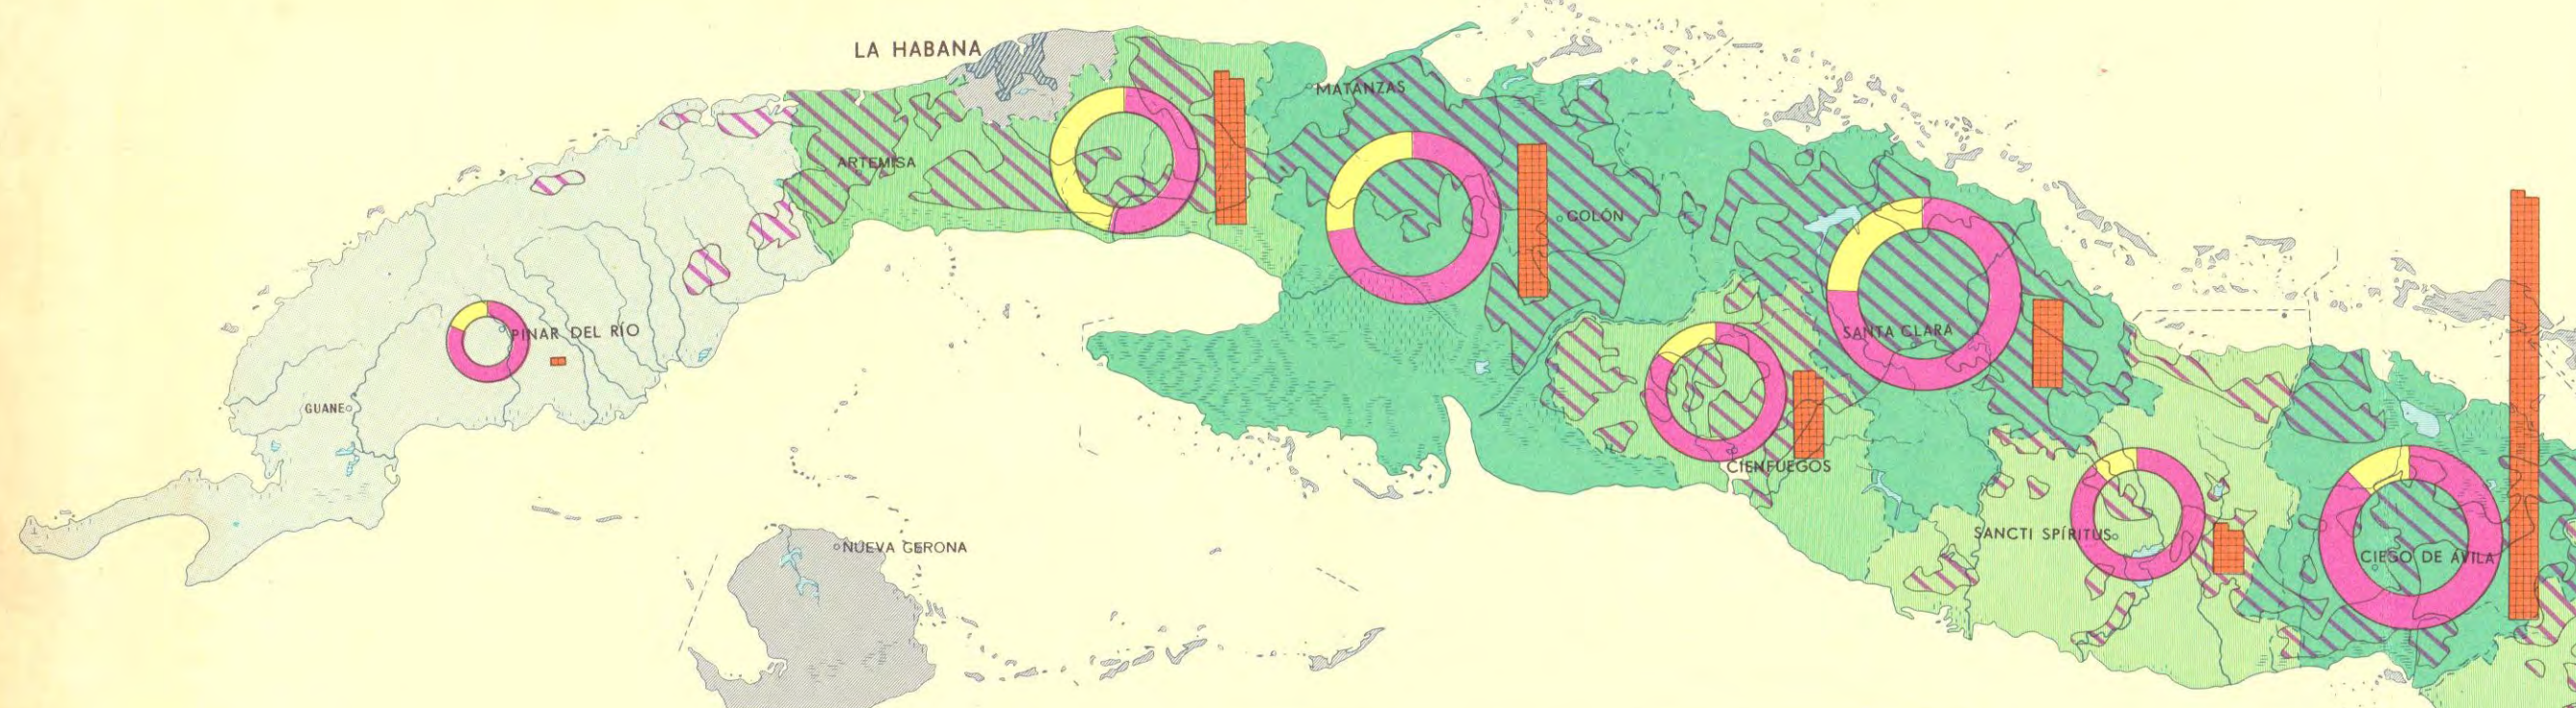 LA HABANA
MATANZAS
ARTEMISA
COLÓN
PINAR DEL RÍO
SANTA CLARA
GUANE
CIENFUEGOS
SANCTI SPÍRITUS
NUEVA GERONA
CIEGO DE ÁVILA